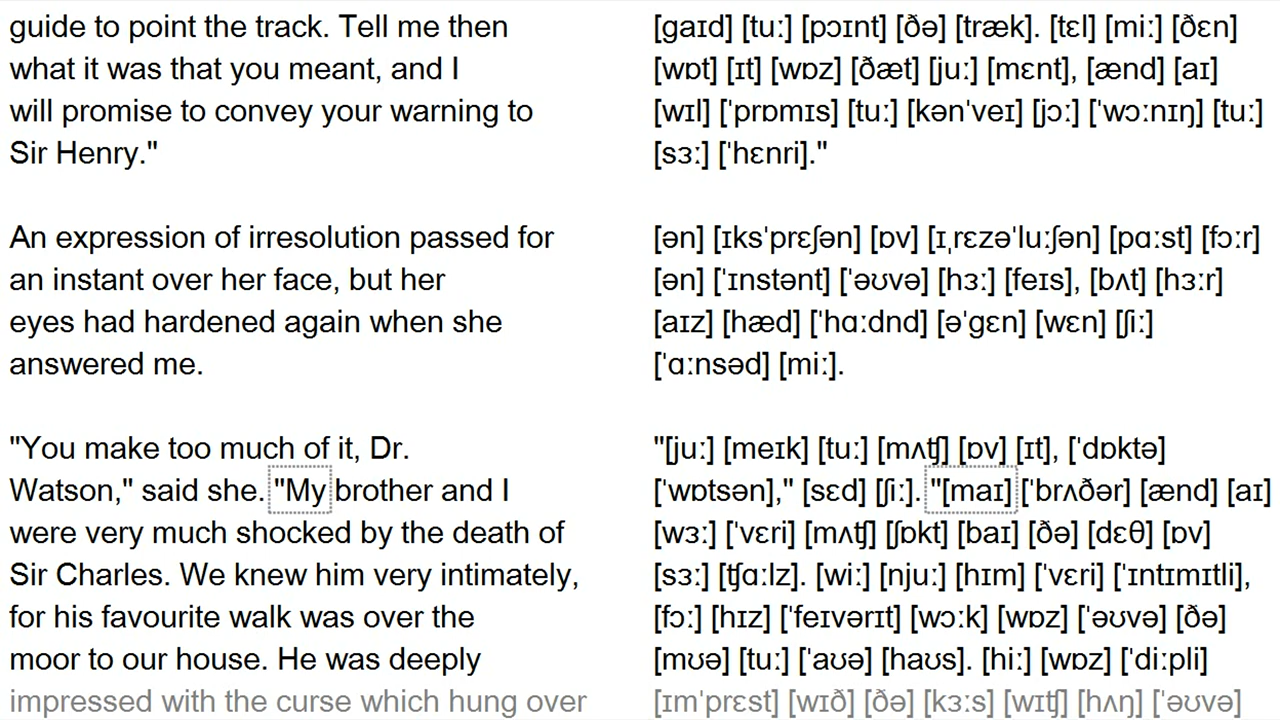 guide to point the track. Tell me then
what it was that you meant, and I
will promise to convey your warning to
Sir Henry."
An expression of irresolution passed for
an instant over her face, but her
eyes had hardened again when she
answered me.
"You make too much of it, Dr.
Watson," said she. "My brother and I
were very much shocked by the death of
Sir Charles. We knew him very intimately,
for his favourite walk was over the
moor to our house. He was deeply
impressed with the curse which hung over
[gaɪd] [tuː] [pɔɪnt] [ðə] [træk]. [tɛl] [miː] [ðɛn]
[wɒt] [ɪt] [wɒz] [ðæt] [juː] [mɛnt], [ænd] [aɪ]
[wɪl] [ˈprɒmɪs] [tuː] [kənˈveɪ] [jɔː] [ˈwɔːnɪŋ] [tuː]
[sɜː] [ˈhɛnri]."
[ən] [ɪksˈprɛʃən] [ɒv] [ɪˌrɛzəˈluːʃən] [pɑːst] [fɔːr]
[ən] [ˈɪnstənt] [ˈəʊvə] [hɜː] [feɪs], [bʌt] [hɜːr]
[aɪz] [hæd] [ˈhɑːdnd] [əˈgɛn] [wɛn] [ʃiː]
[ˈɑːnsəd] [miː].
"[juː] [meɪk] [tuː] [mʌʧ] [ɒv] [ɪt], [ˈdɒktə]
[ˈwɒtsən]," [sɛd] [ʃiː]. "[maɪ] [ˈbrʌðər] [ænd] [aɪ]
[wɜː] [ˈvɛri] [mʌʧ] [ʃɒkt] [baɪ] [ðə] [dɛθ] [ɒv]
[sɜː] [ʧɑːlz]. [wiː] [njuː] [hɪm] [ˈvɛri] [ˈɪntɪmɪtli],
[fɔː] [hɪz] [ˈfeɪvərɪt] [wɔːk] [wɒz] [ˈəʊvə] [ðə]
[mʊə] [tuː] [ˈaʊə] [haʊs]. [hiː] [wɒz] [ˈdiːpli]
[ɪmˈprɛst] [wɪð] [ðə] [kɜːs] [wɪʧ] [hʌŋ] [ˈəʊvə]